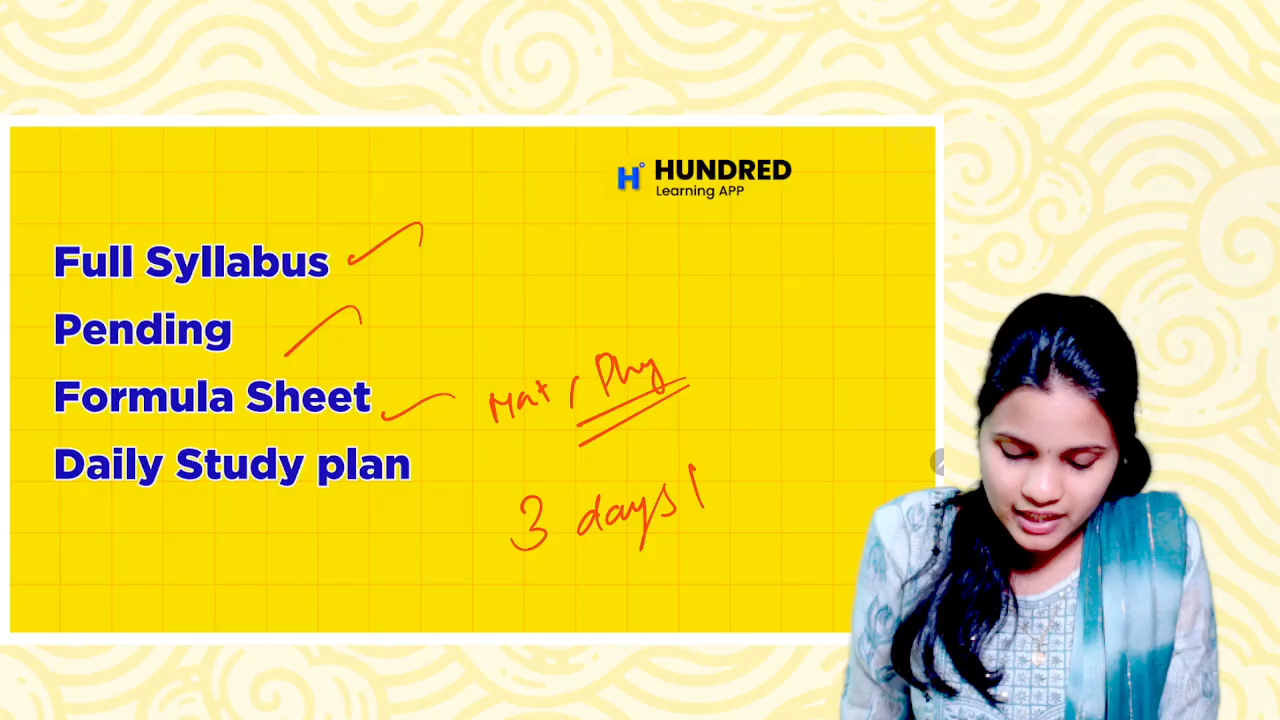 HUNDRED
Learning APP
Full Syllabus
Pending
Formula Sheet
Mat, Phy
Daily Study plan
3 days